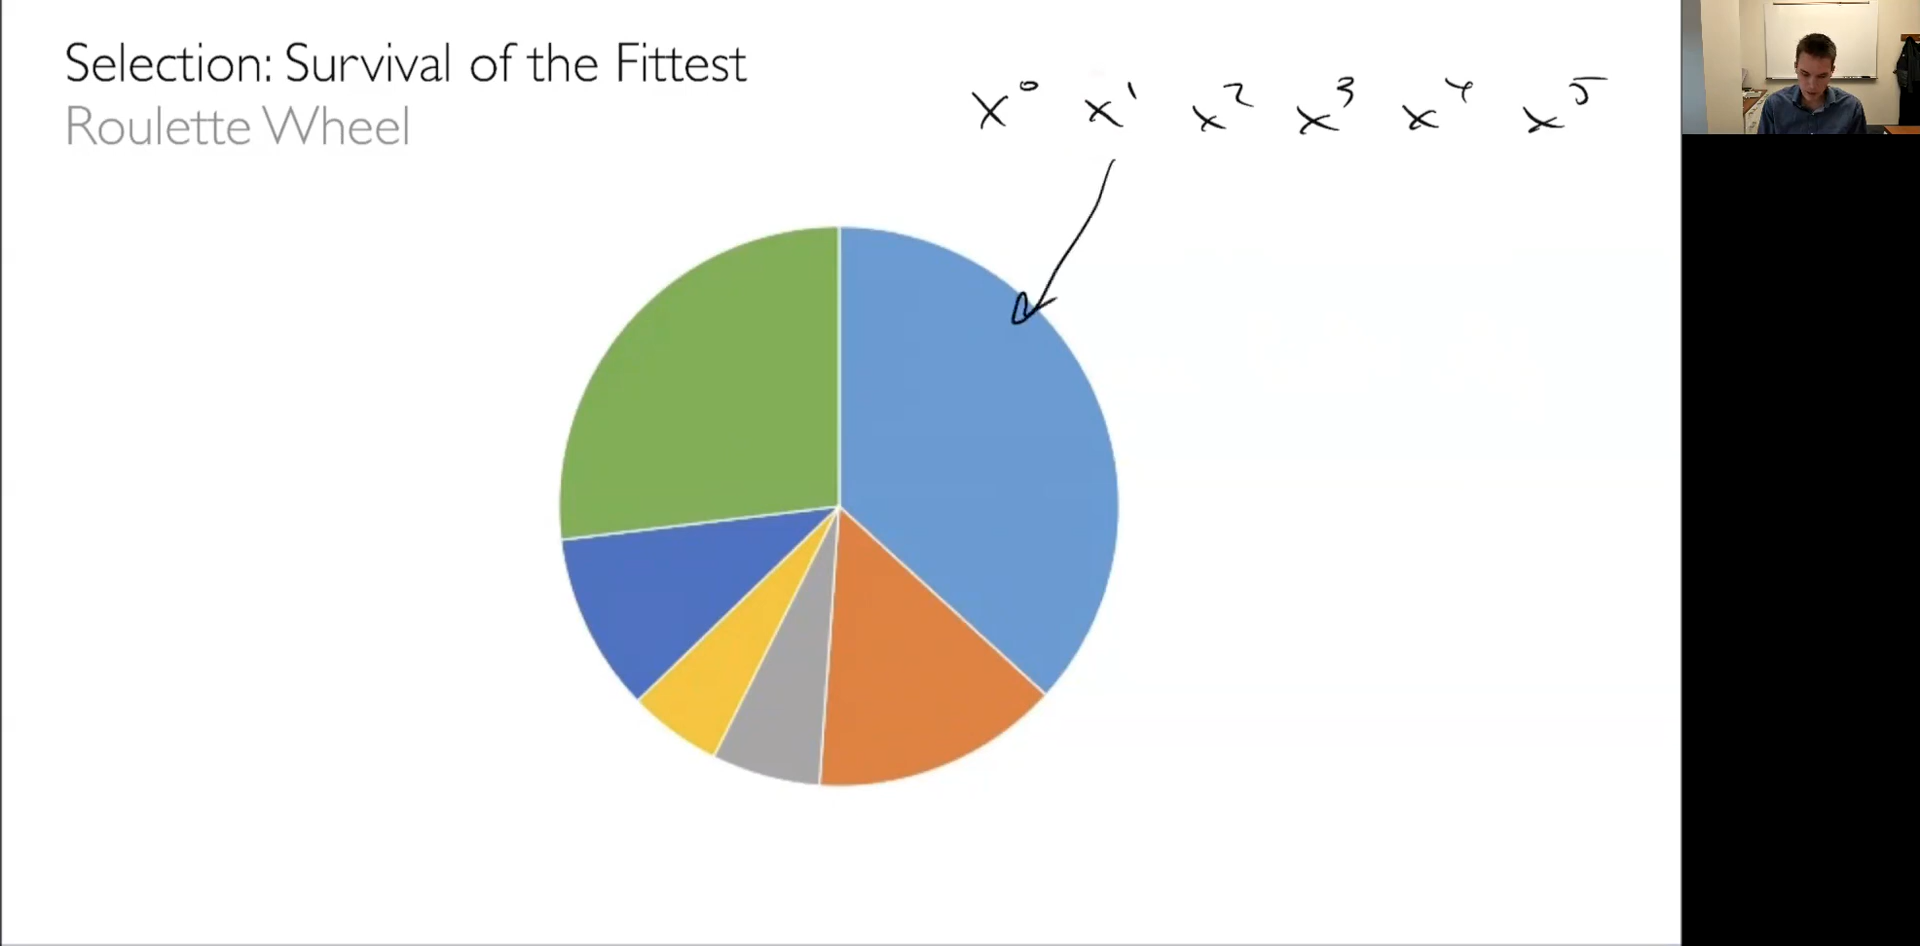 Selection: Survival of the Fittest
Roulette Wheel
x⁰ x¹ x² x³ x⁴ x⁵